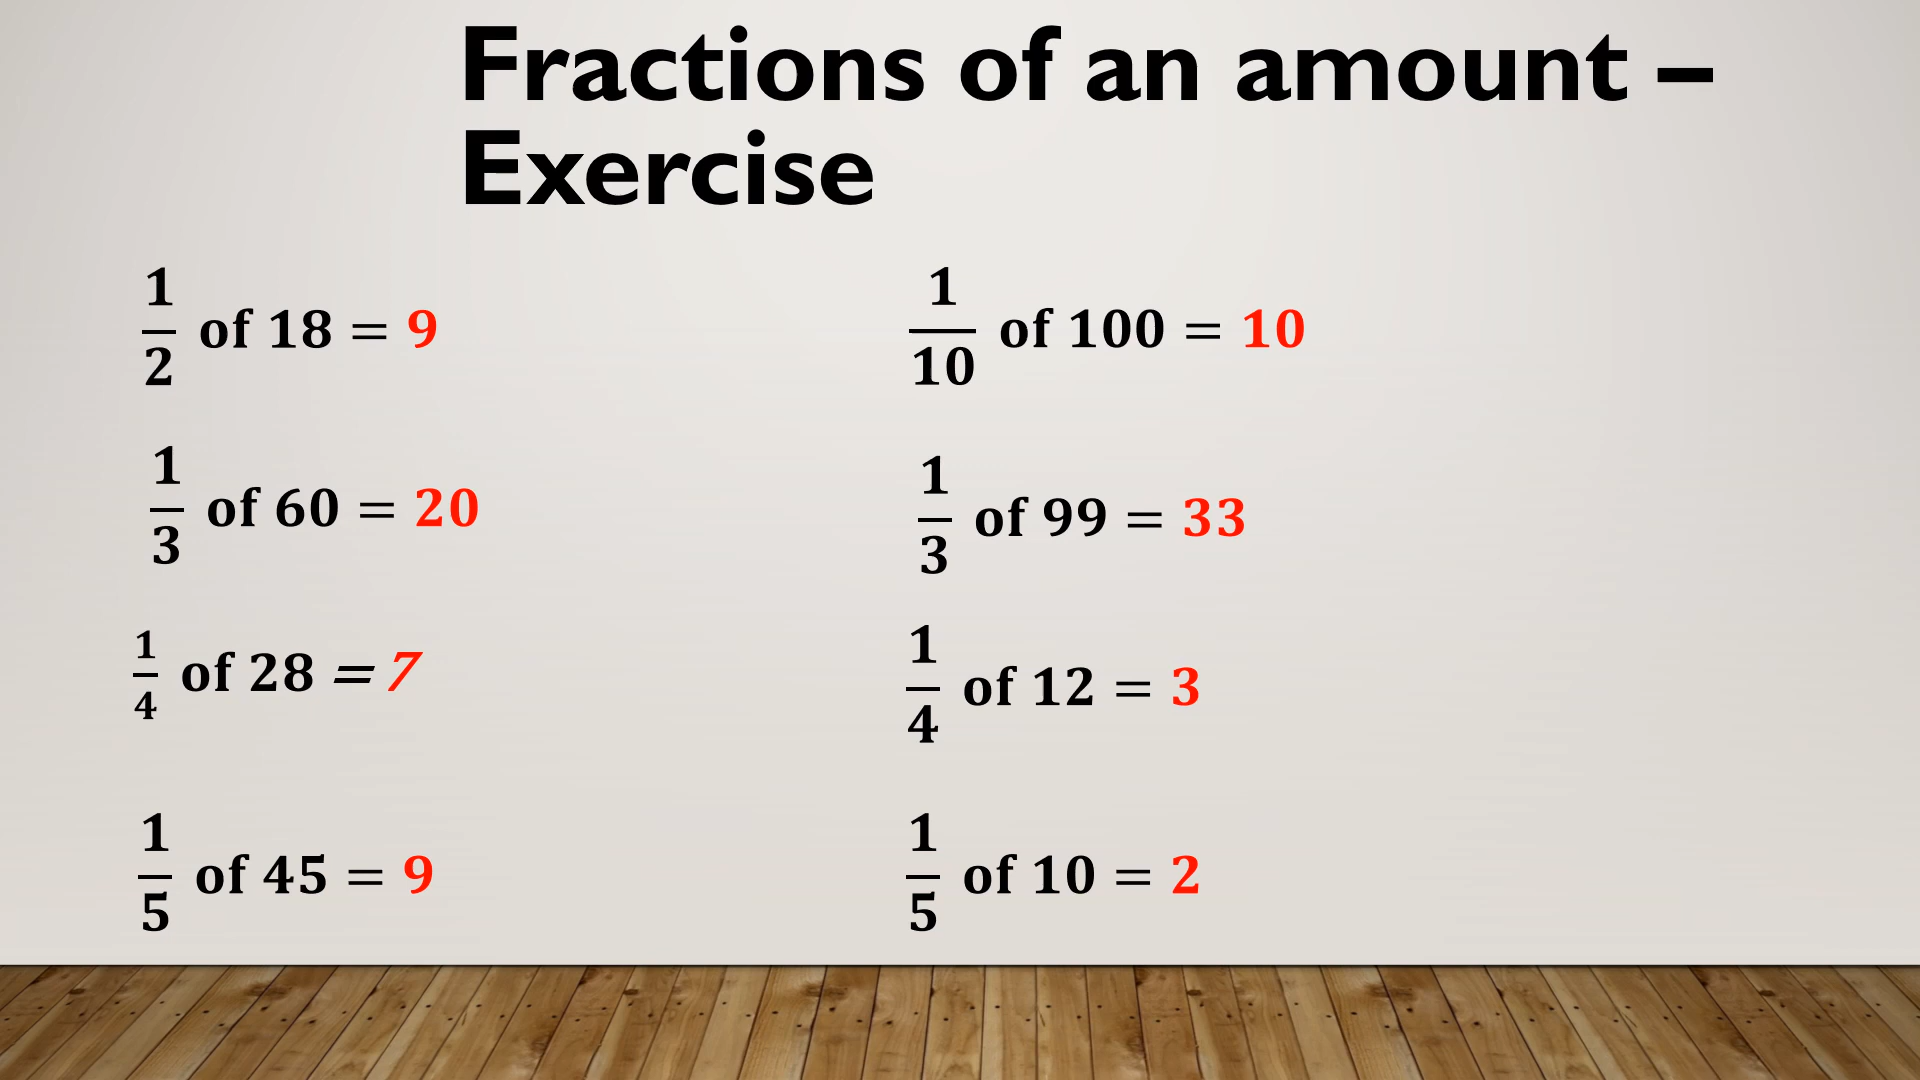 Fractions of an amount –
Exercise
1/2 of 18 = 9
1/3 of 60 = 20
1/4 of 28 = 7
1/5 of 45 = 9
1/10 of 100 = 10
1/3 of 99 = 33
1/4 of 12 = 3
1/5 of 10 = 2